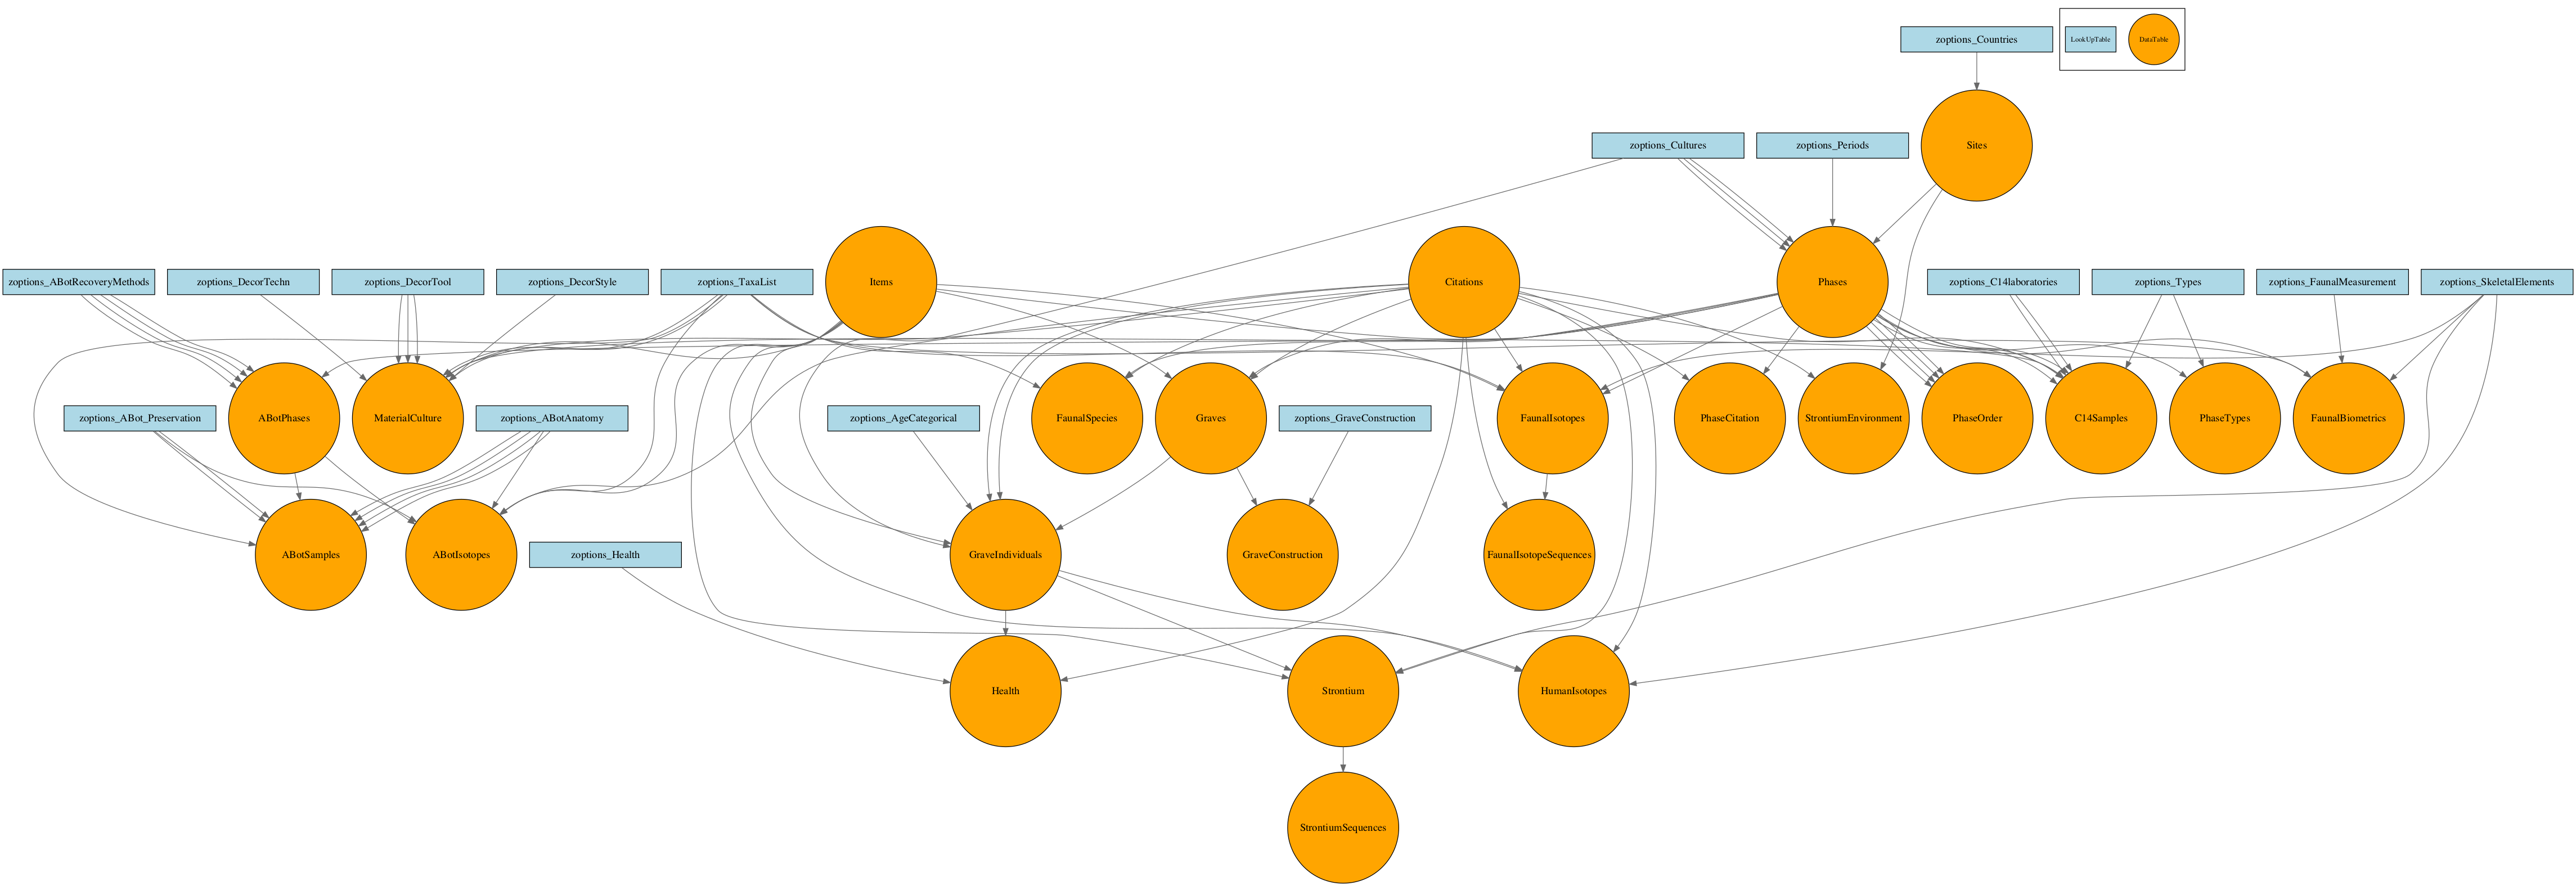 zoptions_Countries
LookUpTable
DataTable
zoptions_Cultures
zoptions_Periods
Sites
zoptions_ABotRecoveryMethods
zoptions_DecorTechn
zoptions_DecorTool
zoptions_DecorStyle
zoptions_TaxaList
Items
Citations
Phases
zoptions_C14laboratories
zoptions_Types
zoptions_FaunalMeasurement
zoptions_SkeletalElements
zoptions_ABot_Preservation
ABotPhases
MaterialCulture
zoptions_ABotAnatomy
zoptions_AgeCategorical
FaunalSpecies
Graves
zoptions_GraveConstruction
FaunalIsotopes
PhaseCitation
StrontiumEnvironment
PhaseOrder
C14Samples
PhaseTypes
FaunalBiometrics
ABotSamples
ABotIsotopes
zoptions_Health
GraveIndividuals
GraveConstruction
FaunalIsotopeSequences
Health
Strontium
HumanIsotopes
StrontiumSequences